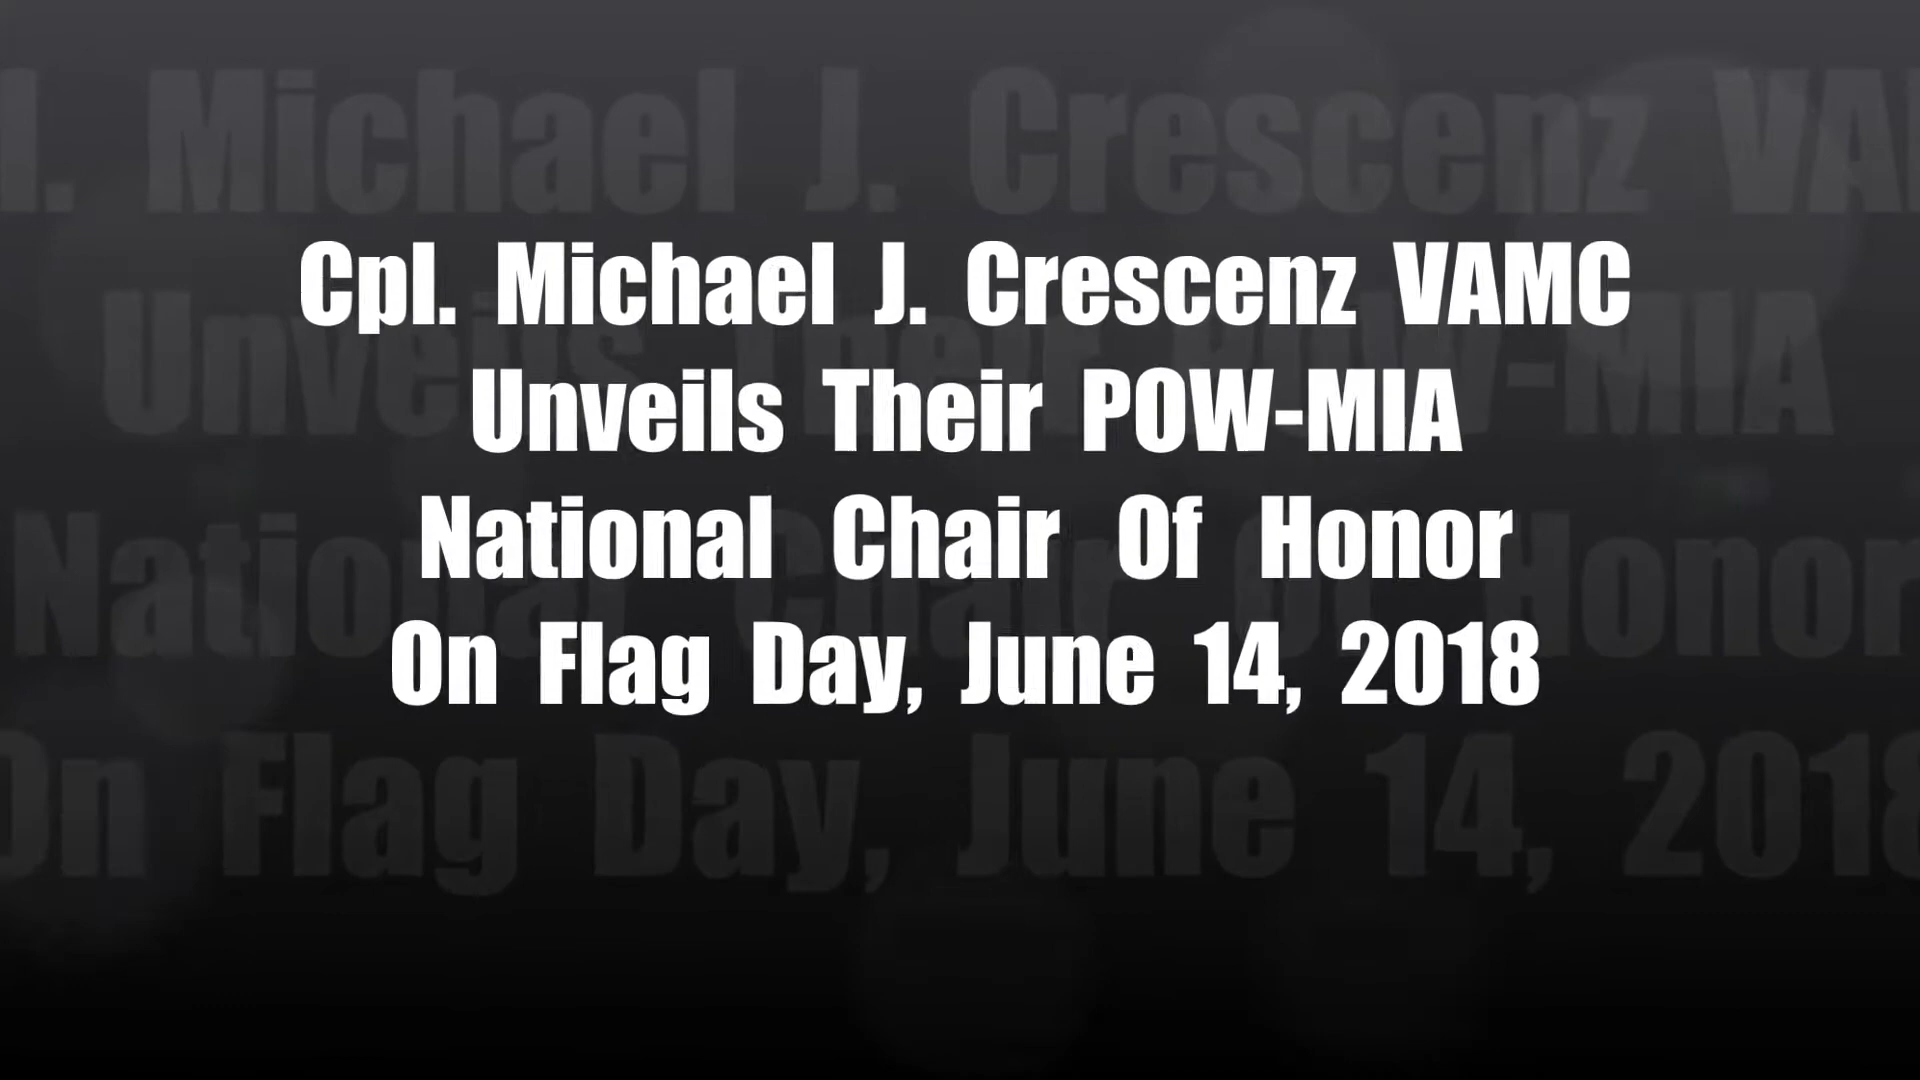 Cpl. Michael J. Crescenz VAMC
Unveils Their POW-MIA
National Chair Of Honor
On Flag Day, June 14, 2018